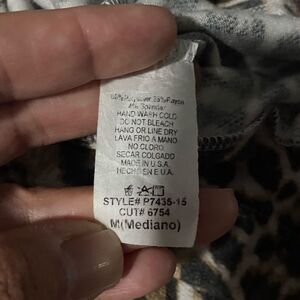 HAND WASH COLD
DO NOT BLEACH
HANG OR LINE DRY
LAVA FRIO A MANO
NO CLORO
SECAR COLGADO
MADE IN U.S.A
HECHO EN E.U.A.
STYLE# P7435-15
CUT# 6754
M(Mediano)